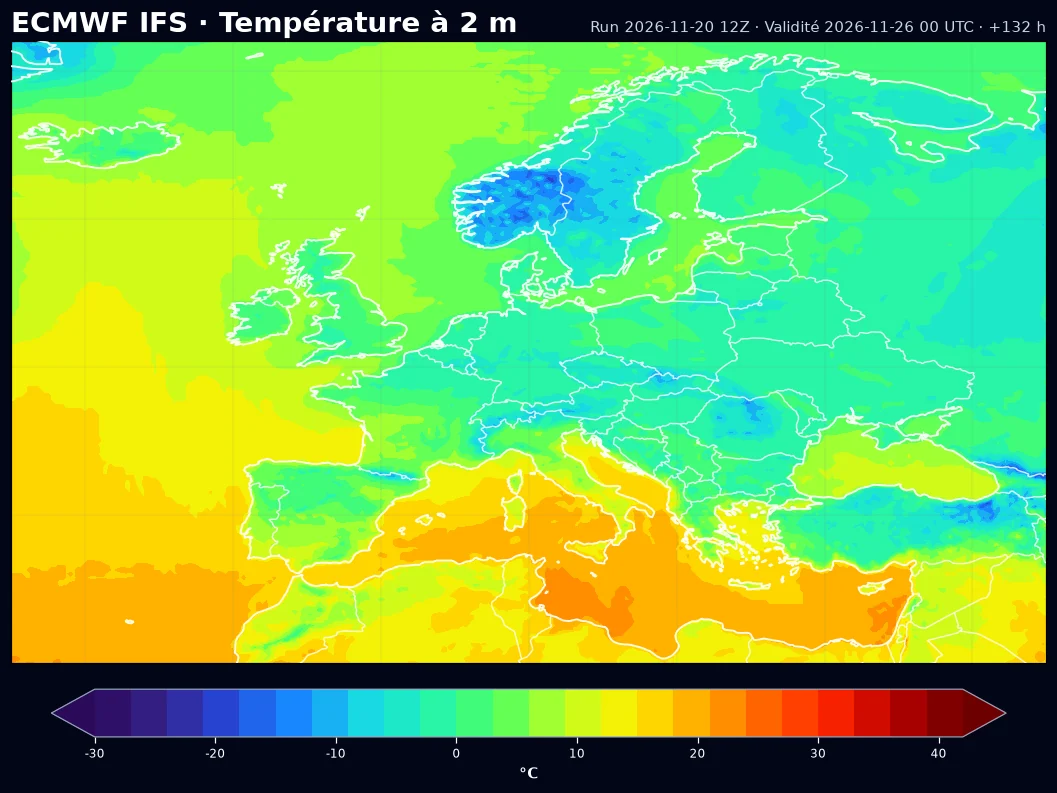 ECMWF IFS · Température à 2 m
Run 2026-11-20 12Z · Validité 2026-11-26 00 UTC · +132 h
-30 -20 -10 0 10 20 30 40
°C